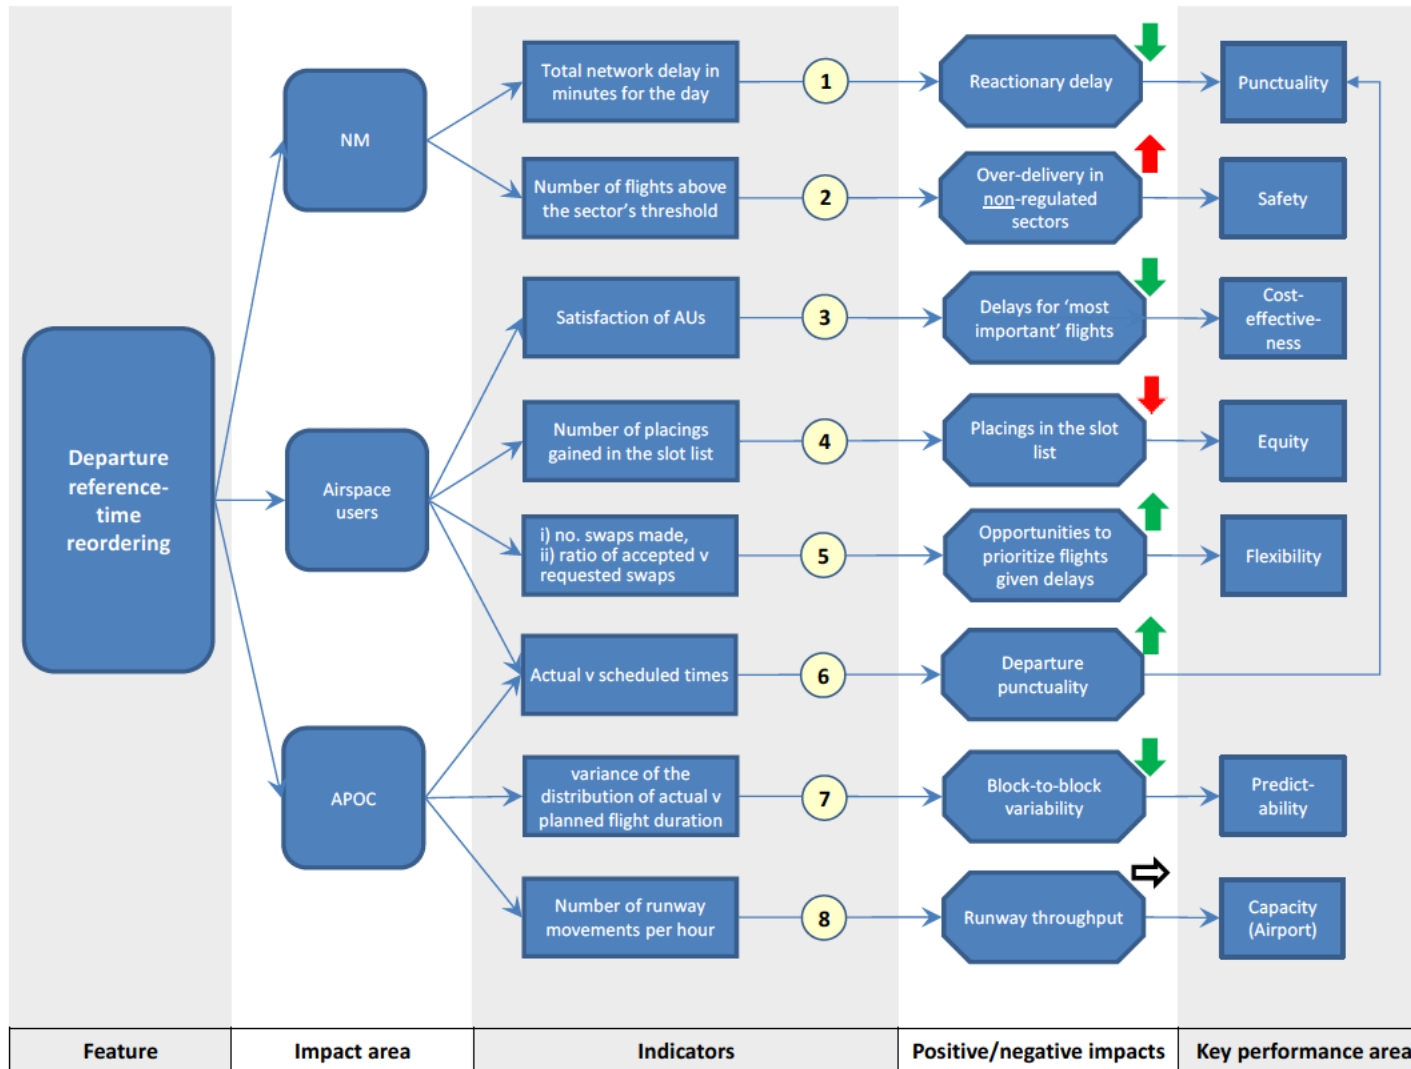 Total network delay in
minutes for the day
1
Reactionary delay
Punctuality
NM
Number of flights above
the sector's threshold
2
Over-delivery in
non-regulated
sectors
Safety
Satisfaction of AUs
3
Delays for 'most
important' flights
Cost-
effective-
ness
Departure
reference-
time
reordering
Airspace
users
Number of placings
gained in the slot list
4
Placings in the slot
list
Equity
i) no. swaps made,
ii) ratio of accepted v
requested swaps
5
Opportunities to
prioritize flights
given delays
Flexibility
Actual v scheduled times
6
Departure
punctuality
APOC
variance of the
distribution of actual v
planned flight duration
7
Block-to-block
variability
Predict-
ability
Number of runway
movements per hour
8
Runway throughput
Capacity
(Airport)
Feature
Impact area
Indicators
Positive/negative impacts
Key performance area